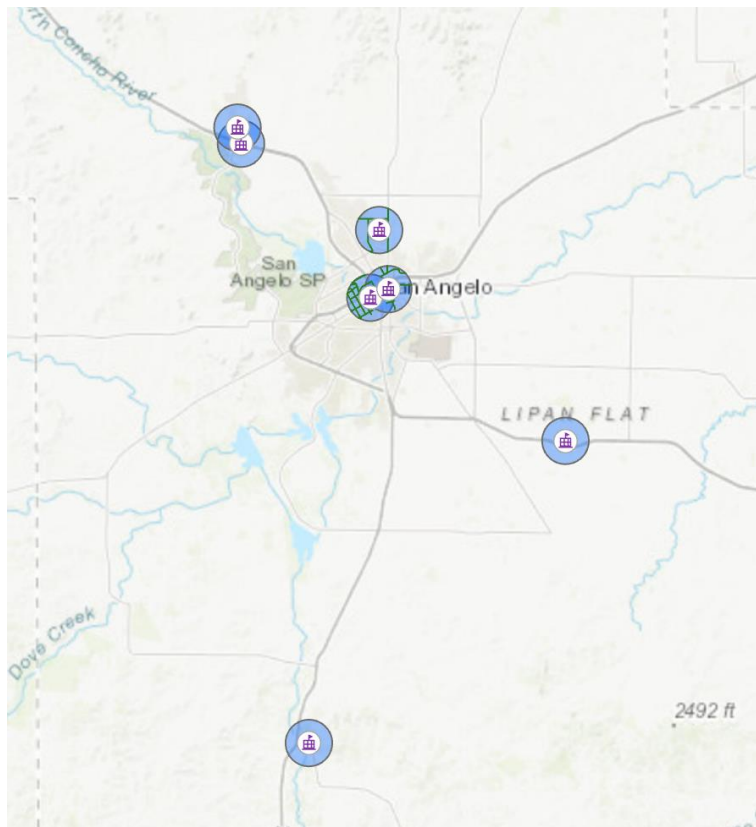 Concho River
San
Angelo SP
Angelo
LIPAN FLAT
Dove Creek
2492 ft